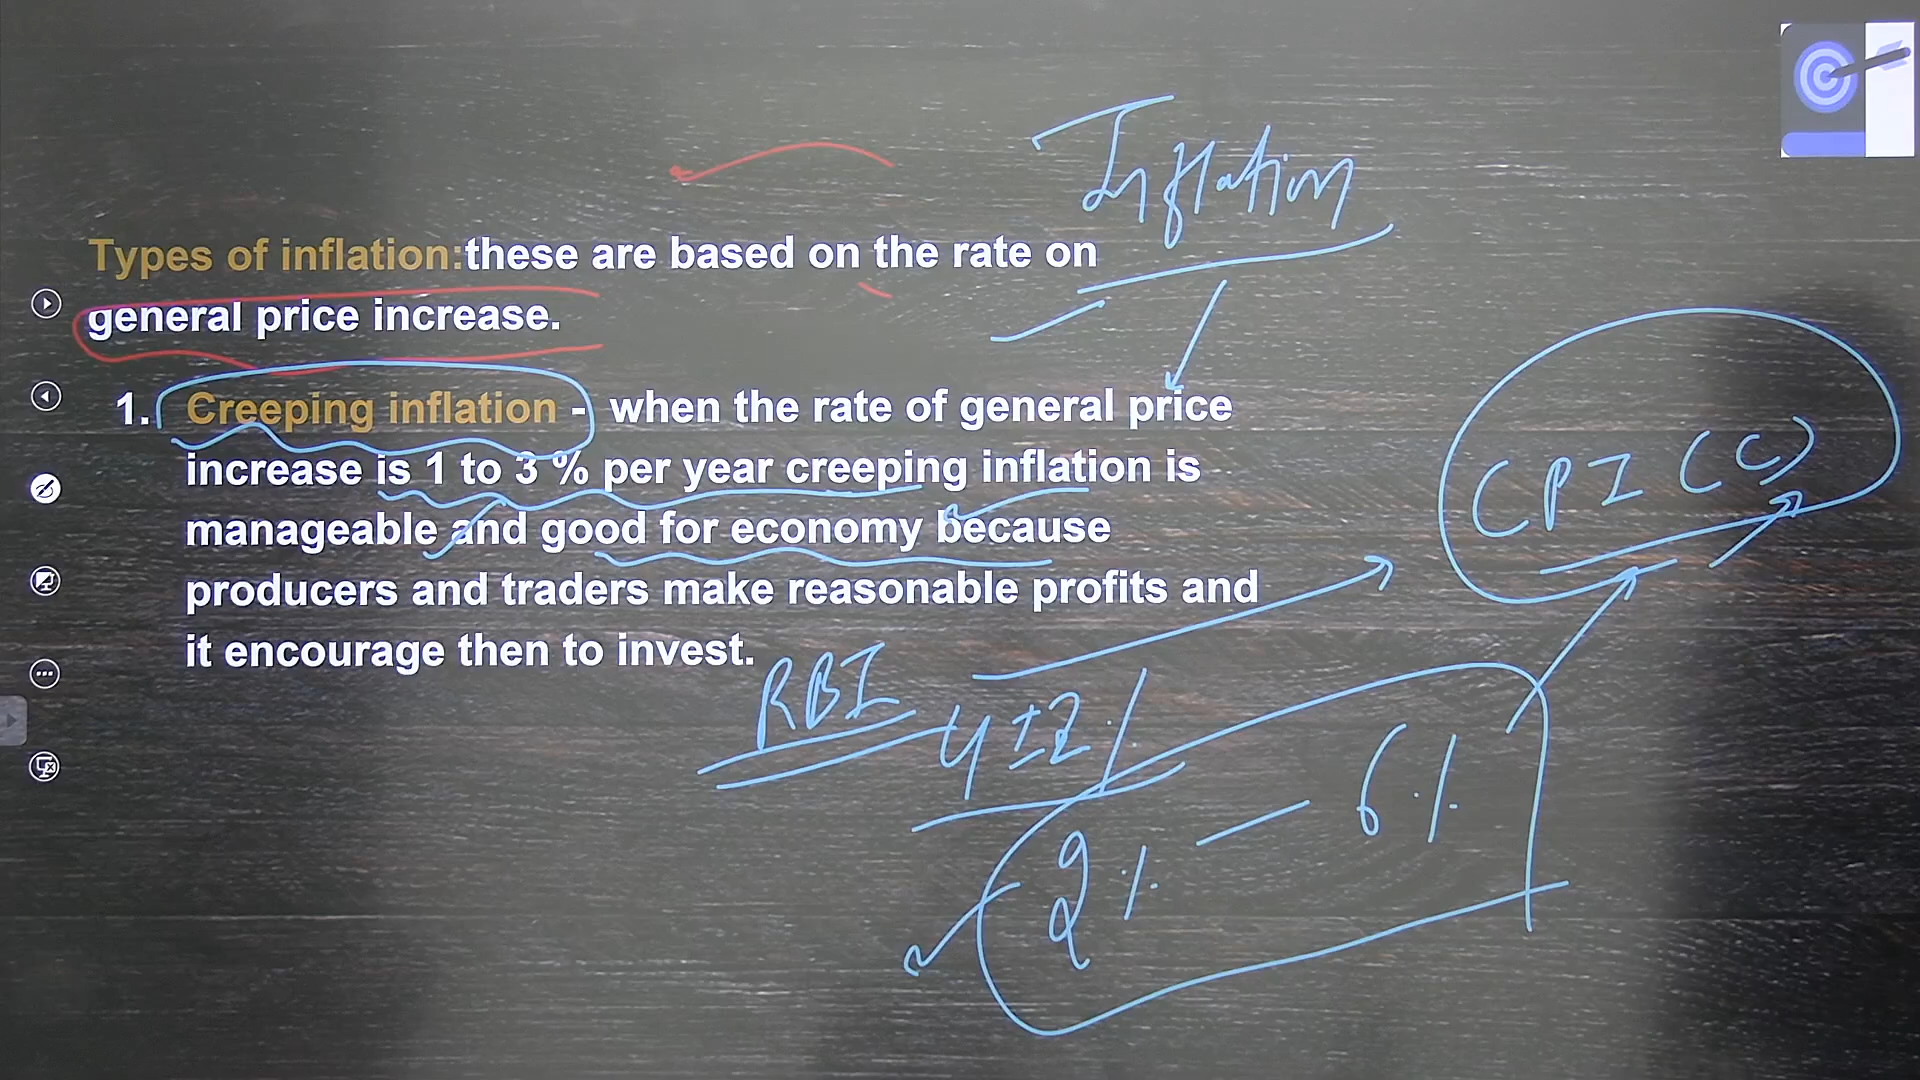 Inflation
Types of inflation:these are based on the rate on
general price increase.
1. Creeping inflation - when the rate of general price
increase is 1 to 3 % per year creeping inflation is
manageable and good for economy because
producers and traders make reasonable profits and
it encourage then to invest.
CPI (C)
RBI 4 ± 2 %
2 % — 6 %